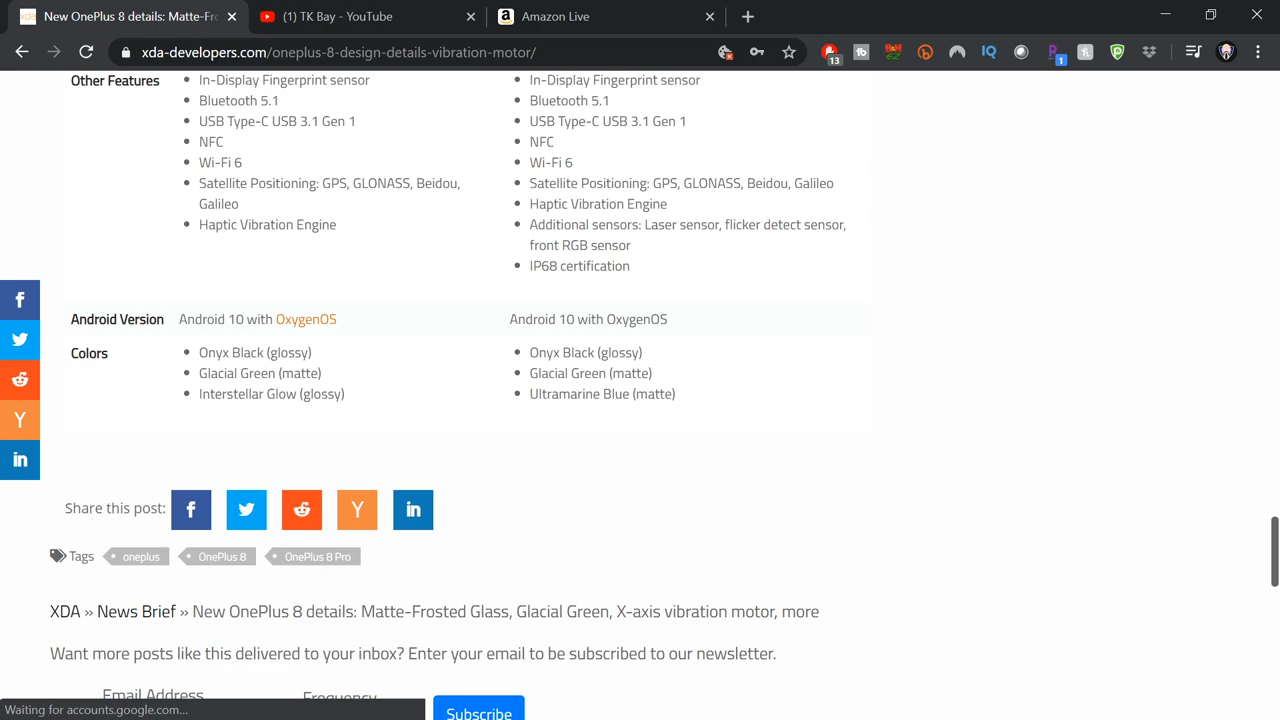 New OnePlus 8 details: Matte-Fr
(1) TK Bay - YouTube
a
Amazon Live
xda-developers.com/oneplus-8-design-details-vibration-motor/
13
tb
IQ
1
Other Features
In-Display Fingerprint sensor
Bluetooth 5.1
USB Type-C USB 3.1 Gen 1
NFC
Wi-Fi 6
Satellite Positioning: GPS, GLONASS, Beidou,
Galileo
Haptic Vibration Engine
In-Display Fingerprint sensor
Bluetooth 5.1
USB Type-C USB 3.1 Gen 1
NFC
Wi-Fi 6
Satellite Positioning: GPS, GLONASS, Beidou, Galileo
Haptic Vibration Engine
Additional sensors: Laser sensor, flicker detect sensor,
front RGB sensor
IP68 certification
Android Version
Android 10 with OxygenOS
Android 10 with OxygenOS
Colors
Onyx Black (glossy)
Glacial Green (matte)
Interstellar Glow (glossy)
Onyx Black (glossy)
Glacial Green (matte)
Ultramarine Blue (matte)
f
Y
in
Share this post:
f
Y
in
Tags
oneplus
OnePlus 8
OnePlus 8 Pro
XDA » News Brief » New OnePlus 8 details: Matte-Frosted Glass, Glacial Green, X-axis vibration motor, more
Want more posts like this delivered to your inbox? Enter your email to be subscribed to our newsletter.
Email Address
Frequency
Subscribe
Waiting for accounts.google.com...